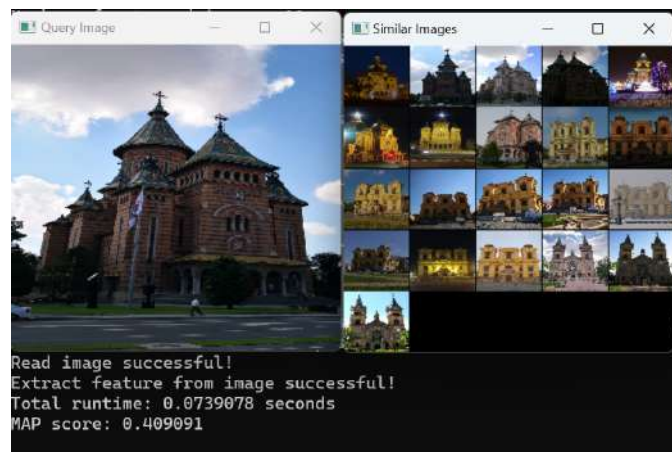 Query Image
Similar Images
Read image successful!
Extract feature from image successful!
Total runtime: 0.0739078 seconds
MAP score: 0.409091